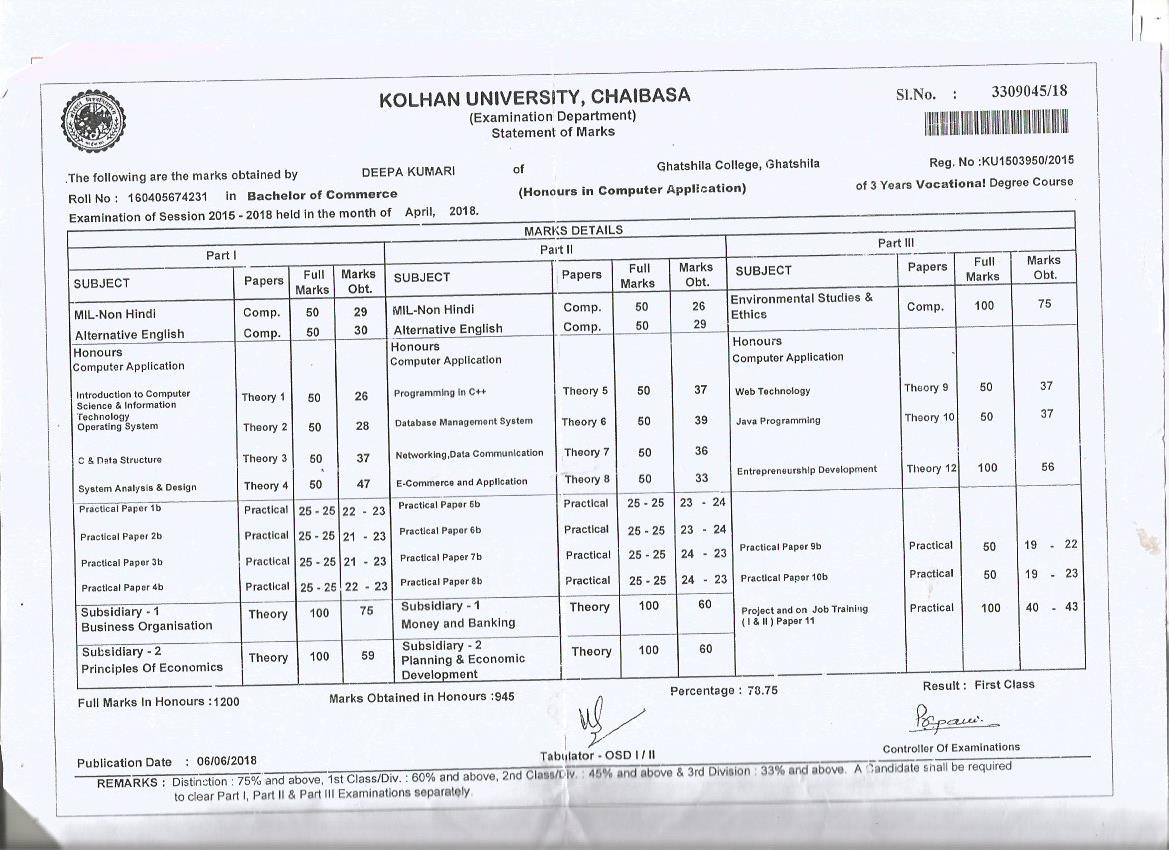 KOLHAN UNIVERSITY, CHAIBASA
(Examination Department)
Statement of Marks
Sl.No. : 3309045/18
The following are the marks obtained by DEEPA KUMARI of Ghatshila College, Ghatshila Reg. No :KU1503950/2015
Roll No : 160405674231 in Bachelor of Commerce (Honours in Computer Application) of 3 Years Vocational Degree Course
Examination of Session 2015 - 2018 held in the month of April, 2018.
MARKS DETAILS
Part I
SUBJECT Papers Full Marks Marks Obt.
MIL-Non Hindi Comp. 50 29
Alternative English Comp. 50 30
Honours
Computer Application
Introduction to Computer
Science & Information
Technology Theory 1 50 26
Operating System Theory 2 50 28
C & Data Structure Theory 3 50 37
System Analysis & Design Theory 4 50 47
Practical Paper 1b Practical 25 - 25 22 - 23
Practical Paper 2b Practical 25 - 25 21 - 23
Practical Paper 3b Practical 25 - 25 21 - 23
Practical Paper 4b Practical 25 - 25 22 - 23
Subsidiary - 1
Business Organisation Theory 100 75
Subsidiary - 2
Principles Of Economics Theory 100 59
Part II
SUBJECT Papers Full Marks Marks Obt.
MIL-Non Hindi Comp. 50 26
Alternative English Comp. 50 29
Honours
Computer Application
Programming in C++ Theory 5 50 37
Database Management System Theory 6 50 39
Networking,Data Communication Theory 7 50 36
E-Commerce and Application Theory 8 50 33
Practical Paper 5b Practical 25 - 25 23 - 24
Practical Paper 6b Practical 25 - 25 23 - 24
Practical Paper 7b Practical 25 - 25 24 - 23
Practical Paper 8b Practical 25 - 25 24 - 23
Subsidiary - 1
Money and Banking Theory 100 60
Subsidiary - 2
Planning & Economic
Development Theory 100 60
Part III
SUBJECT Papers Full Marks Marks Obt.
Environmental Studies &
Ethics Comp. 100 75
Honours
Computer Application
Web Technology Theory 9 50 37
Java Programming Theory 10 50 37
Entrepreneurship Development Theory 12 100 56
Practical Paper 9b Practical 50 19 - 22
Practical Paper 10b Practical 50 19 - 23
Project and on Job Training
( I & II ) Paper 11 Practical 100 40 - 43
Full Marks In Honours :1200 Marks Obtained in Honours :945 Percentage : 78.75 Result : First Class
Publication Date : 06/06/2018 Tabulator - OSD I / II Controller Of Examinations
REMARKS : Distinction : 75% and above, 1st Class/Div. : 60% and above, 2nd Class/Div. : 45% and above & 3rd Division : 33% and above. A Candidate shall be required
to clear Part I, Part II & Part III Examinations separately.